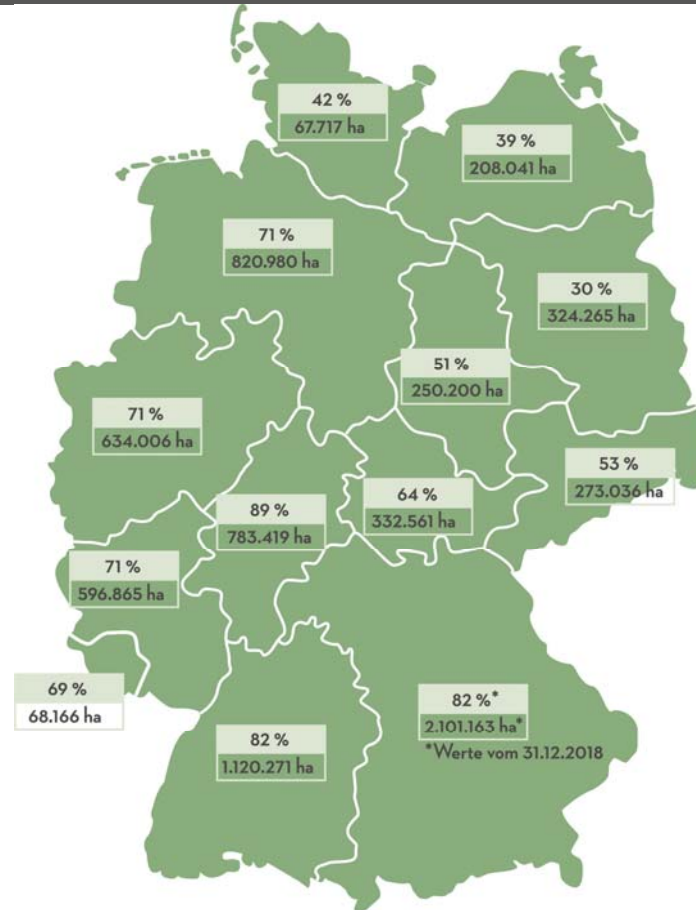 42 %
67.717 ha
39 %
208.041 ha
71 %
820.980 ha
30 %
324.265 ha
51 %
250.200 ha
71 %
634.006 ha
53 %
273.036 ha
64 %
332.561 ha
89 %
783.419 ha
71 %
596.865 ha
69 %
68.166 ha
82 %*
2.101.163 ha*
*Werte vom 31.12.2018
82 %
1.120.271 ha